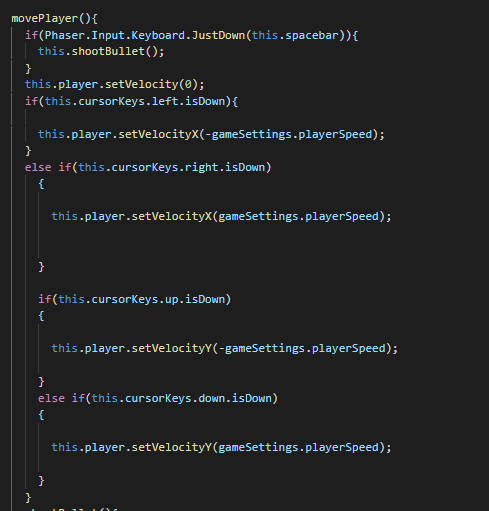 movePlayer(){
if(Phaser.Input.Keyboard.JustDown(this.spacebar)){
this.shootBullet();
}
this.player.setVelocity(0);
if(this.cursorKeys.left.isDown){
this.player.setVelocityX(-gameSettings.playerSpeed);
}
else if(this.cursorKeys.right.isDown)
{
this.player.setVelocityX(gameSettings.playerSpeed);
}
if(this.cursorKeys.up.isDown)
{
this.player.setVelocityY(-gameSettings.playerSpeed);
}
else if(this.cursorKeys.down.isDown)
{
this.player.setVelocityY(gameSettings.playerSpeed);
}
}